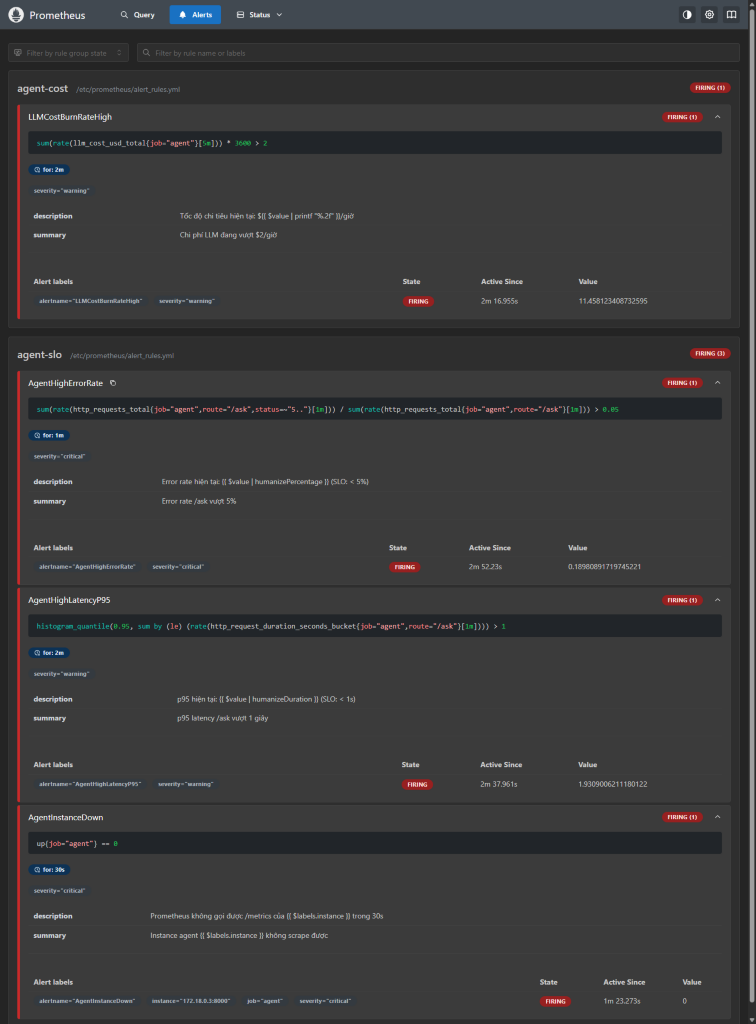 Prometheus
Query
Alerts
Status
Filter by rule group state
Filter by rule name or labels
agent-cost /etc/prometheus/alert_rules.yml FIRING (1)
LLMCostBurnRateHigh FIRING (1)
sum(rate(llm_cost_usd_total{job="agent"}[5m])) * 3600 > 2
for: 2m
severity="warning"
description Tốc độ chi tiêu hiện tại: ${{ $value | printf "%.2f" }}/giờ
summary Chi phí LLM đang vượt $2/giờ
Alert labels State Active Since Value
alertname="LLMCostBurnRateHigh" severity="warning" FIRING 2m 16.955s 11.458123408732595
agent-slo /etc/prometheus/alert_rules.yml FIRING (3)
AgentHighErrorRate FIRING (1)
sum(rate(http_requests_total{job="agent",route="/ask",status=~"5.."}[1m])) / sum(rate(http_requests_total{job="agent",route="/ask"}[1m])) > 0.05
for: 1m
severity="critical"
description Error rate hiện tại: {{ $value | humanizePercentage }} (SLO: < 5%)
summary Error rate /ask vượt 5%
Alert labels State Active Since Value
alertname="AgentHighErrorRate" severity="critical" FIRING 2m 52.23s 0.18980891719745221
AgentHighLatencyP95 FIRING (1)
histogram_quantile(0.95, sum by (le) (rate(http_request_duration_seconds_bucket{job="agent",route="/ask"}[1m]))) > 1
for: 2m
severity="warning"
description p95 hiện tại: {{ $value | humanizeDuration }} (SLO: < 1s)
summary p95 latency /ask vượt 1 giây
Alert labels State Active Since Value
alertname="AgentHighLatencyP95" severity="warning" FIRING 2m 37.961s 1.9309006211180122
AgentInstanceDown FIRING (1)
up{job="agent"} == 0
for: 30s
severity="critical"
description Prometheus không gọi được /metrics của {{ $labels.instance }} trong 30s
summary Instance agent {{ $labels.instance }} không scrape được
Alert labels State Active Since Value
alertname="AgentInstanceDown" instance="172.18.0.3:8000" job="agent" severity="critical" FIRING 1m 23.273s 0